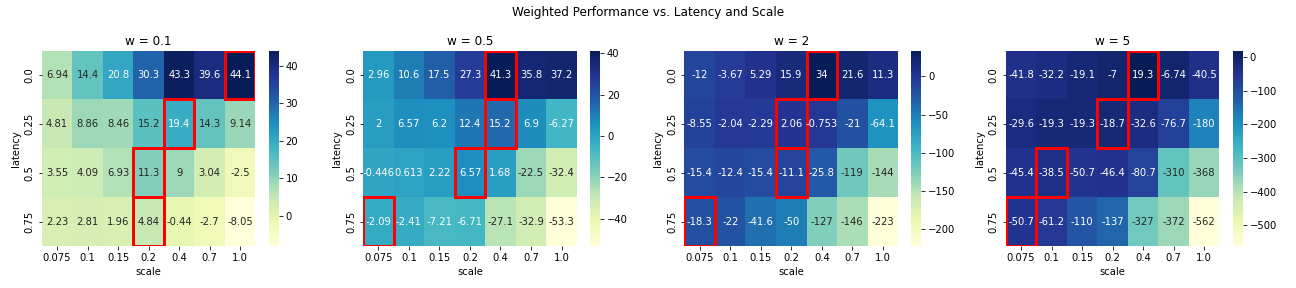 Weighted Performance vs. Latency and Scale
w = 0.1
latency
0.0 6.94 14.4 20.8 30.3 43.3 39.6 44.1
0.25 4.81 8.86 8.46 15.2 19.4 14.3 9.14
0.5 3.55 4.09 6.93 11.3 9 3.04 -2.5
0.75 2.23 2.81 1.96 4.84 -0.44 -2.7 -8.05
0.075 0.1 0.15 0.2 0.4 0.7 1.0
scale
40
30
20
10
0
w = 0.5
latency
0.0 2.96 10.6 17.5 27.3 41.3 35.8 37.2
0.25 2 6.57 6.2 12.4 15.2 6.9 -6.27
0.5 -0.446 0.613 2.22 6.57 1.68 -22.5 -32.4
0.75 -2.09 -2.41 -7.21 -6.71 -27.1 -32.9 -53.3
0.075 0.1 0.15 0.2 0.4 0.7 1.0
scale
40
20
0
−20
−40
w = 2
latency
0.0 -12 -3.67 5.29 15.9 34 21.6 11.3
0.25 -8.55 -2.04 -2.29 2.06 -0.753 -21 -64.1
0.5 -15.4 -12.4 -15.4 -11.1 -25.8 -119 -144
0.75 -18.3 -22 -41.6 -50 -127 -146 -223
0.075 0.1 0.15 0.2 0.4 0.7 1.0
scale
0
−50
−100
−150
−200
w = 5
latency
0.0 -41.8 -32.2 -19.1 -7 19.3 -6.74 -40.5
0.25 -29.6 -19.3 -19.3 -18.7 -32.6 -76.7 -180
0.5 -45.4 -38.5 -50.7 -46.4 -80.7 -310 -368
0.75 -50.7 -61.2 -110 -137 -327 -372 -562
0.075 0.1 0.15 0.2 0.4 0.7 1.0
scale
0
−100
−200
−300
−400
−500